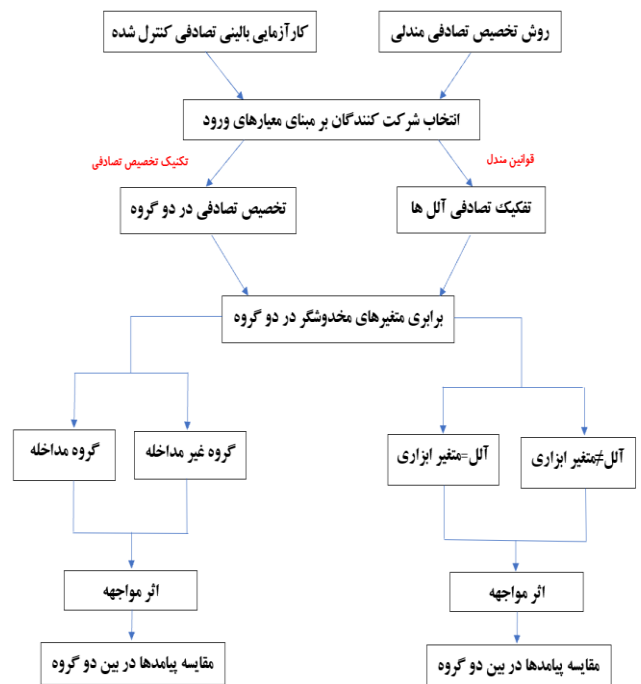 روش تخصیص تصادفی مندلی
کارآزمایی بالینی تصادفی کنترل شده
انتخاب شرکت کنندگان بر مبنای معیارهای ورود
قوانین مندل
تکنیک تخصیص تصادفی
تفکیک تصادفی آلل ها
تخصیص تصادفی در دو گروه
برابری متغیرهای مخدوشگر در دو گروه
آلل≠متغیر ابزاری
آلل=متغیر ابزاری
گروه غیر مداخله
گروه مداخله
اثر مواجهه
اثر مواجهه
مقایسه پیامدها در بین دو گروه
مقایسه پیامدها در بین دو گروه